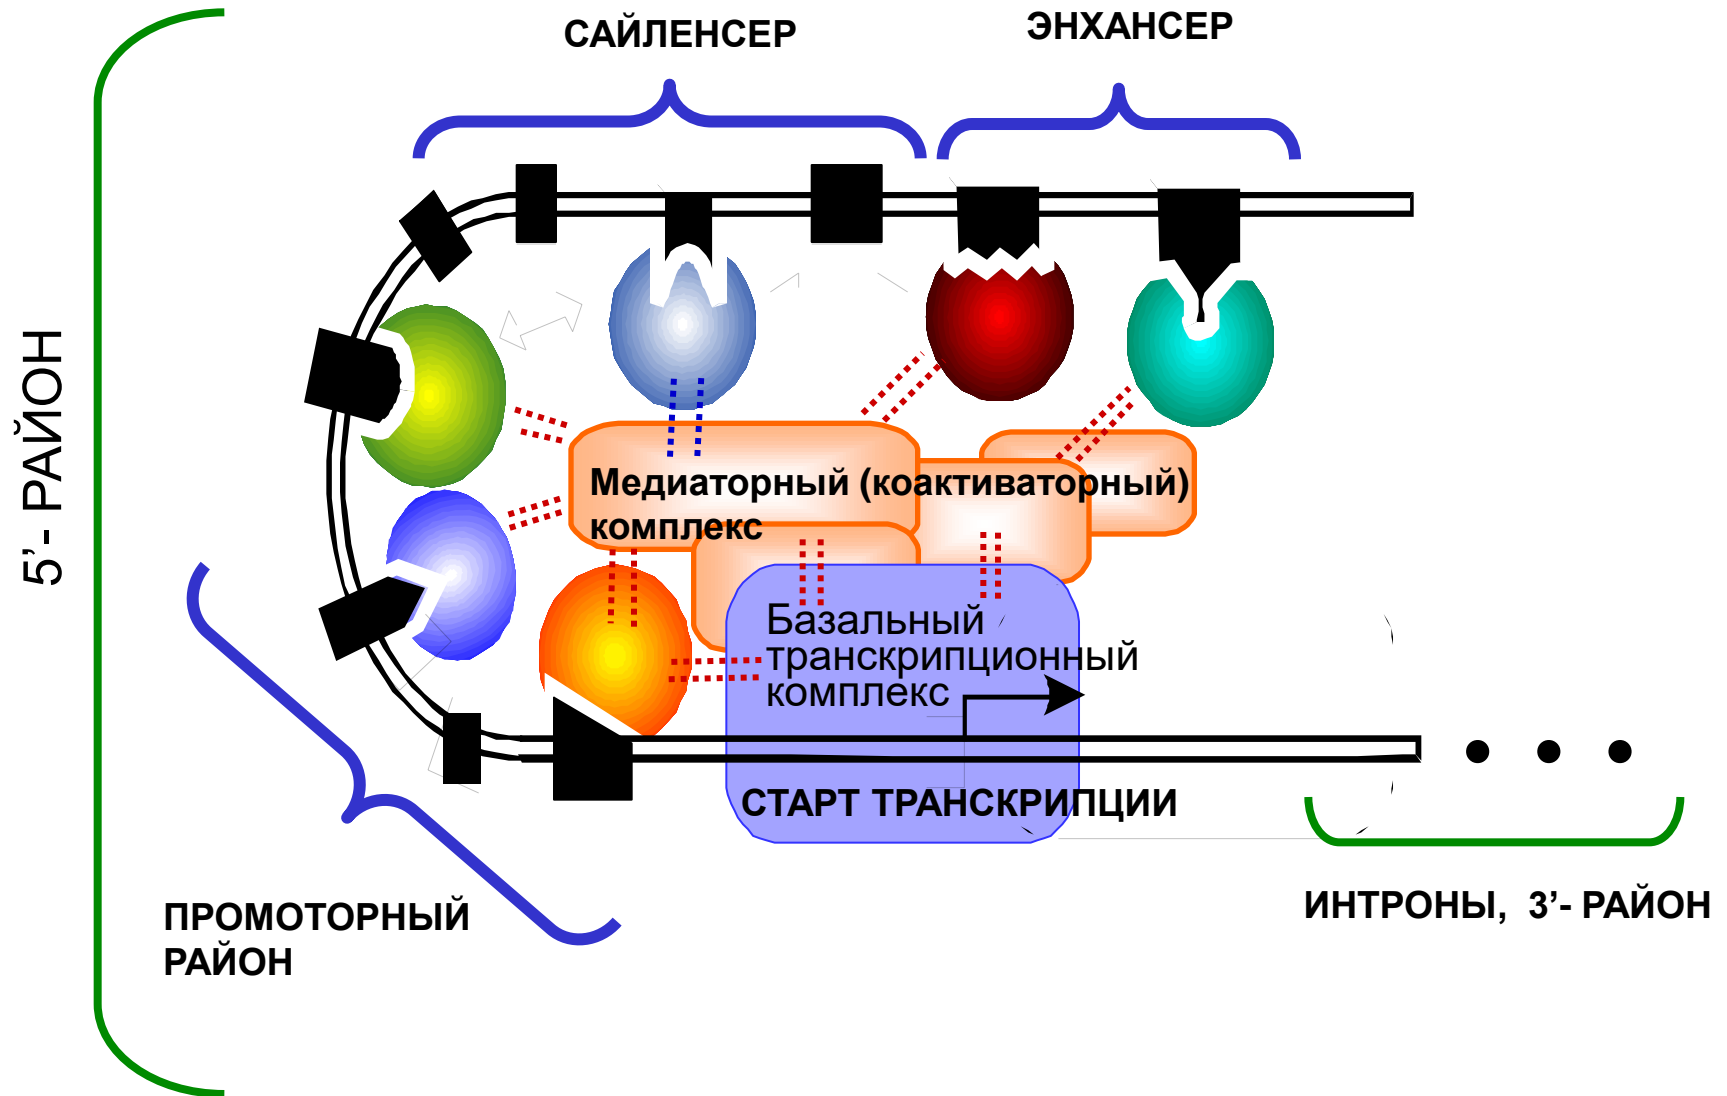 САЙЛЕНСЕР
ЭНХАНСЕР
5’- РАЙОН
Медиаторный (коактиваторный)
комплекс
Базальный
транскрипционный
комплекс
СТАРТ ТРАНСКРИПЦИИ
ПРОМОТОРНЫЙ
РАЙОН
ИНТРОНЫ, 3’- РАЙОН